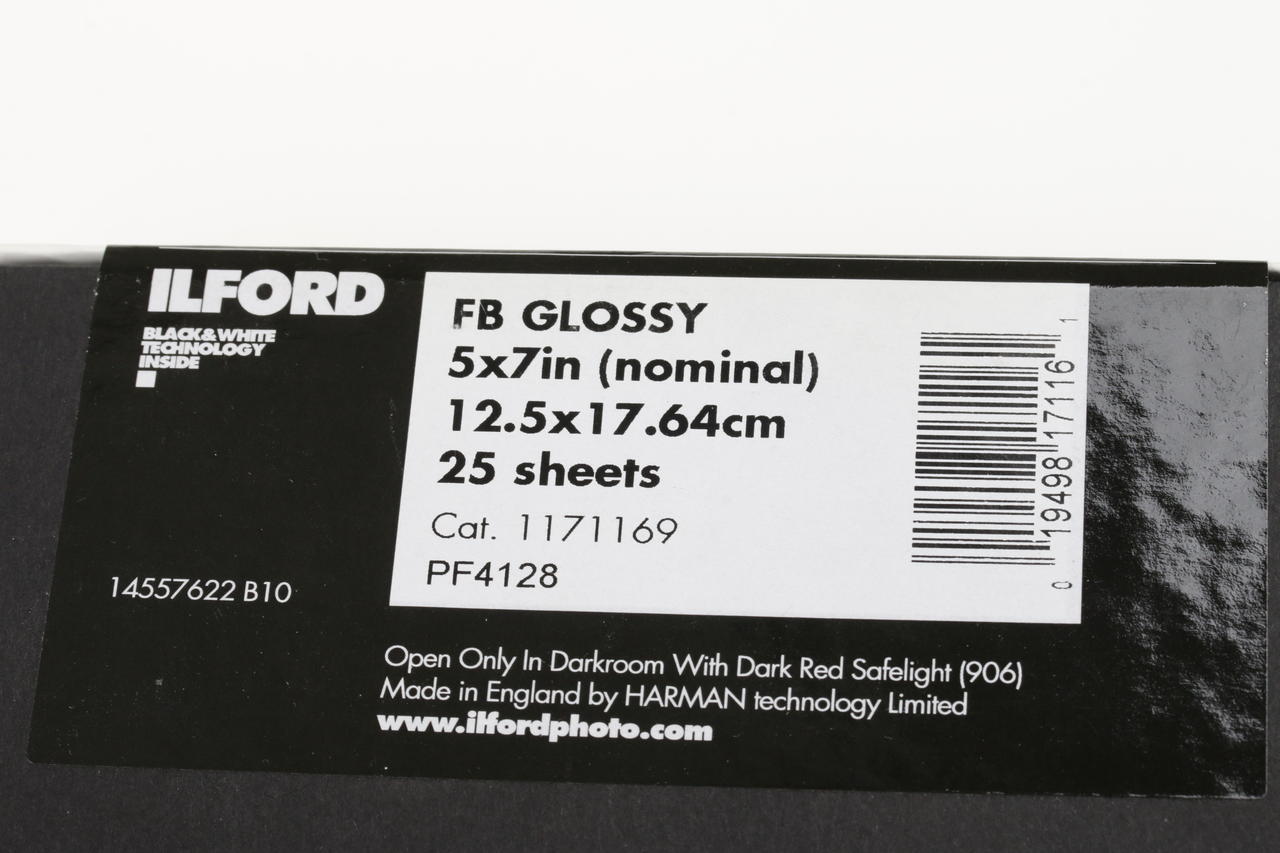 ILFORD
BLACK&WHITE
TECHNOLOGY
INSIDE
14557622 B10
FB GLOSSY
5x7in (nominal)
12.5x17.64cm
25 sheets
Cat. 1171169
PF4128
0 19498 17116 1
Open Only In Darkroom With Dark Red Safelight (906)
Made in England by HARMAN technology Limited
www.ilfordphoto.com